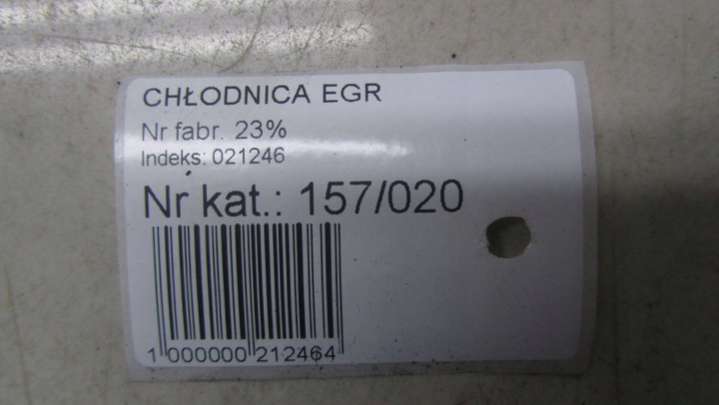 CHŁODNICA EGR
Nr fabr. 23%
Indeks: 021246
Nr kat.: 157/020
1 000000 212464